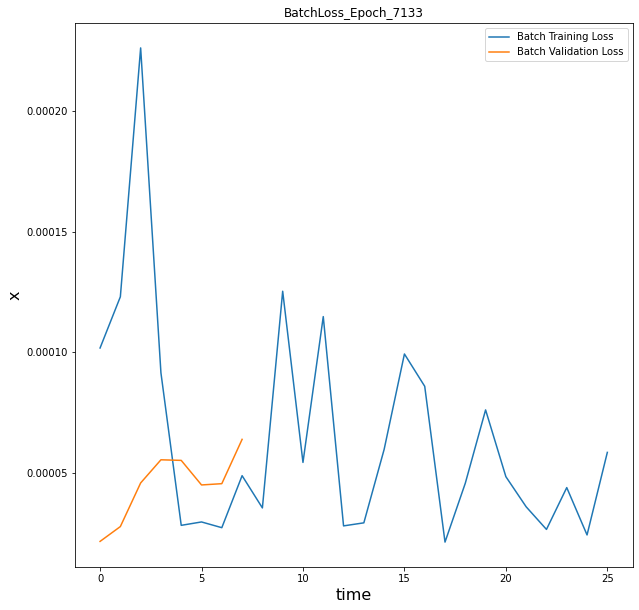 BatchLoss_Epoch_7133
Batch Training Loss
Batch Validation Loss
0.00020
0.00015
0.00010
0.00005
x
0 5 10 15 20 25
time